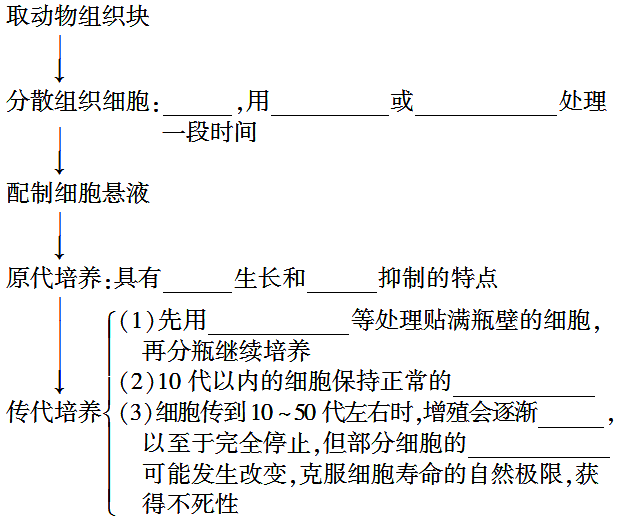 取动物组织块
分散组织细胞:______,用__________或____________处理
一段时间
配制细胞悬液
原代培养:具有______生长和______抑制的特点
传代培养
(1)先用____________等处理贴满瓶壁的细胞,
再分瓶继续培养
(2)10代以内的细胞保持正常的____________
(3)细胞传到10~50代左右时,增殖会逐渐______,
以至于完全停止,但部分细胞的____________
可能发生改变,克服细胞寿命的自然极限,获
得不死性